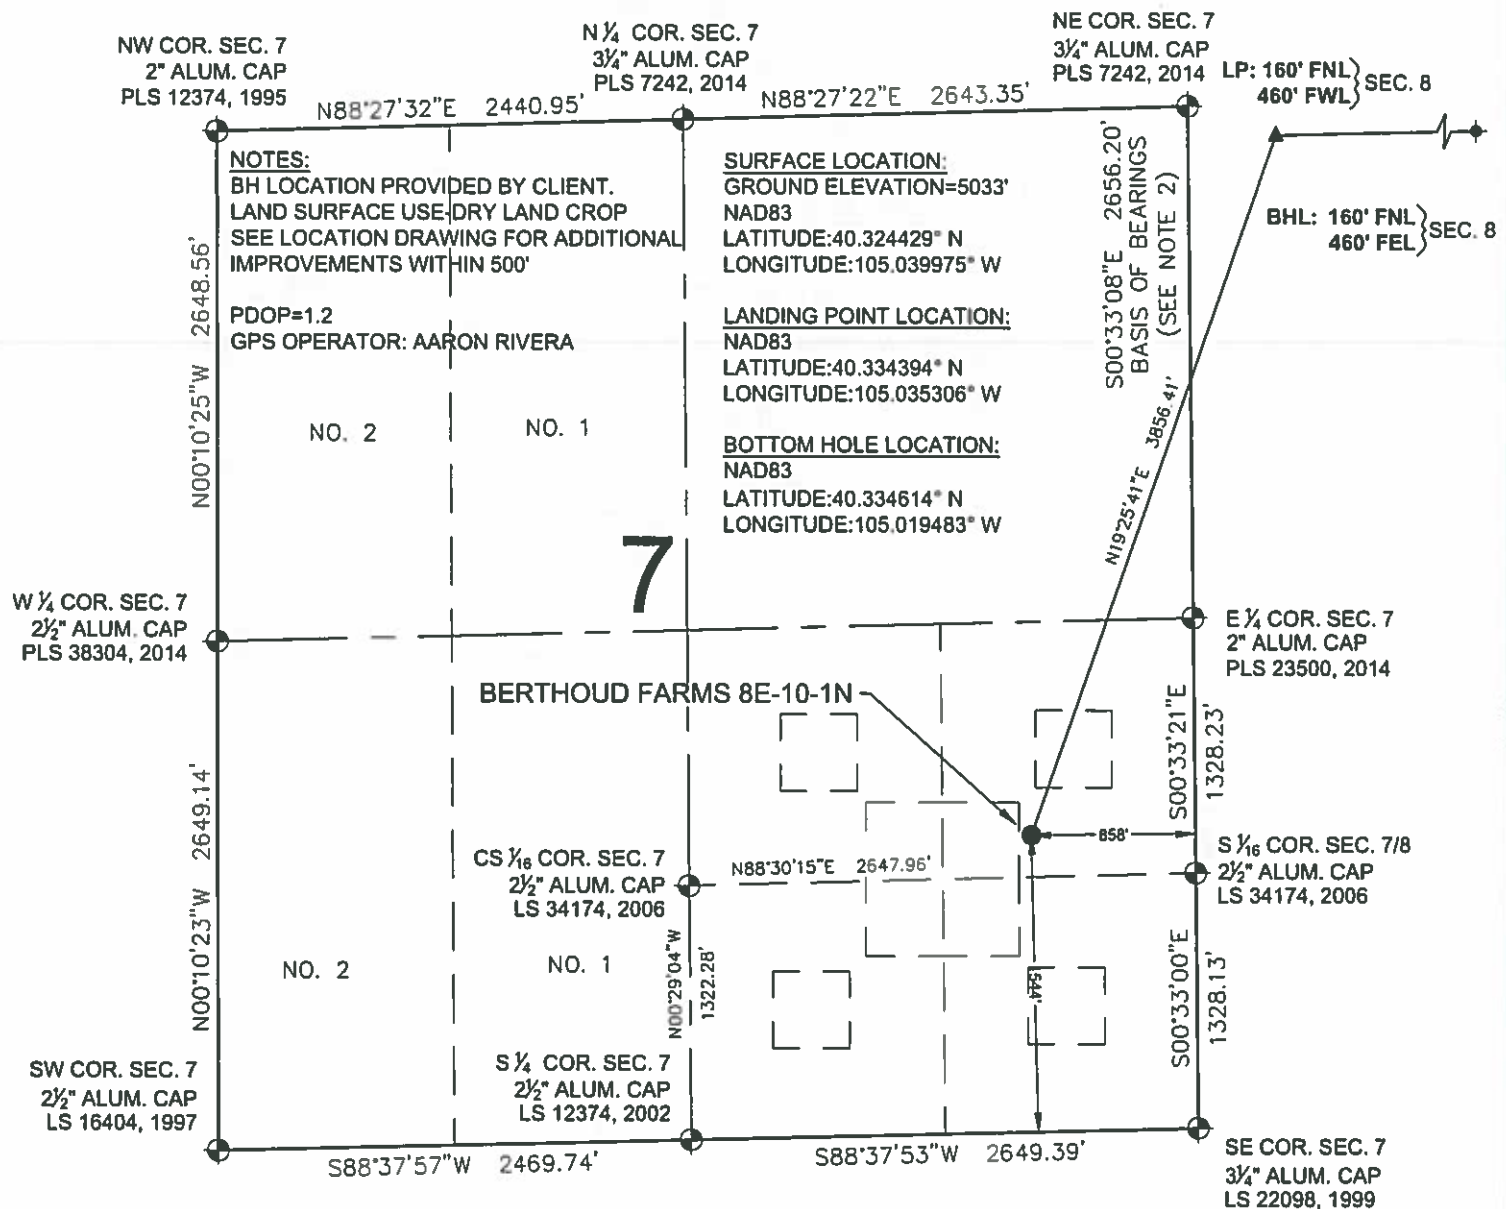 NW COR. SEC. 7
2" ALUM. CAP
PLS 12374, 1995
N ¼ COR. SEC. 7
3¼" ALUM. CAP
PLS 7242, 2014
NE COR. SEC. 7
3¼" ALUM. CAP
PLS 7242, 2014
LP: 160' FNL
460' FWL
SEC. 8
N88°27'32"E 2440.95'
N88°27'22"E 2643.35'
BHL: 160' FNL
460' FEL
SEC. 8
NOTES:
BH LOCATION PROVIDED BY CLIENT.
LAND SURFACE USE-DRY LAND CROP
SEE LOCATION DRAWING FOR ADDITIONAL
IMPROVEMENTS WITHIN 500'
PDOP=1.2
GPS OPERATOR: AARON RIVERA
SURFACE LOCATION:
GROUND ELEVATION=5033'
NAD83
LATITUDE:40.324429° N
LONGITUDE:105.039975° W
LANDING POINT LOCATION:
NAD83
LATITUDE:40.334394° N
LONGITUDE:105.035306° W
BOTTOM HOLE LOCATION:
NAD83
LATITUDE:40.334614° N
LONGITUDE:105.019483° W
S00°33'08"E 2656.20'
BASIS OF BEARINGS
(SEE NOTE 2)
N00°10'25"W 2648.56'
N19°25'41"E 3856.41'
NO. 2
NO. 1
7
W ¼ COR. SEC. 7
2½" ALUM. CAP
PLS 38304, 2014
E ¼ COR. SEC. 7
2" ALUM. CAP
PLS 23500, 2014
BERTHOUD FARMS 8E-10-1N
S00°33'21"E
1328.23'
N00°10'23"W 2649.14'
858'
CS 1/16 COR. SEC. 7
2½" ALUM. CAP
LS 34174, 2006
N88°30'15"E 2647.96'
S 1/16 COR. SEC. 7/8
2½" ALUM. CAP
LS 34174, 2006
NO. 2
NO. 1
N00°29'04"W
1322.28'
S00°33'00"E
1328.13'
SW COR. SEC. 7
2½" ALUM. CAP
LS 16404, 1997
S ¼ COR. SEC. 7
2½" ALUM. CAP
LS 12374, 2002
S88°37'57"W 2469.74'
S88°37'53"W 2649.39'
SE COR. SEC. 7
3¼" ALUM. CAP
LS 22098, 1999